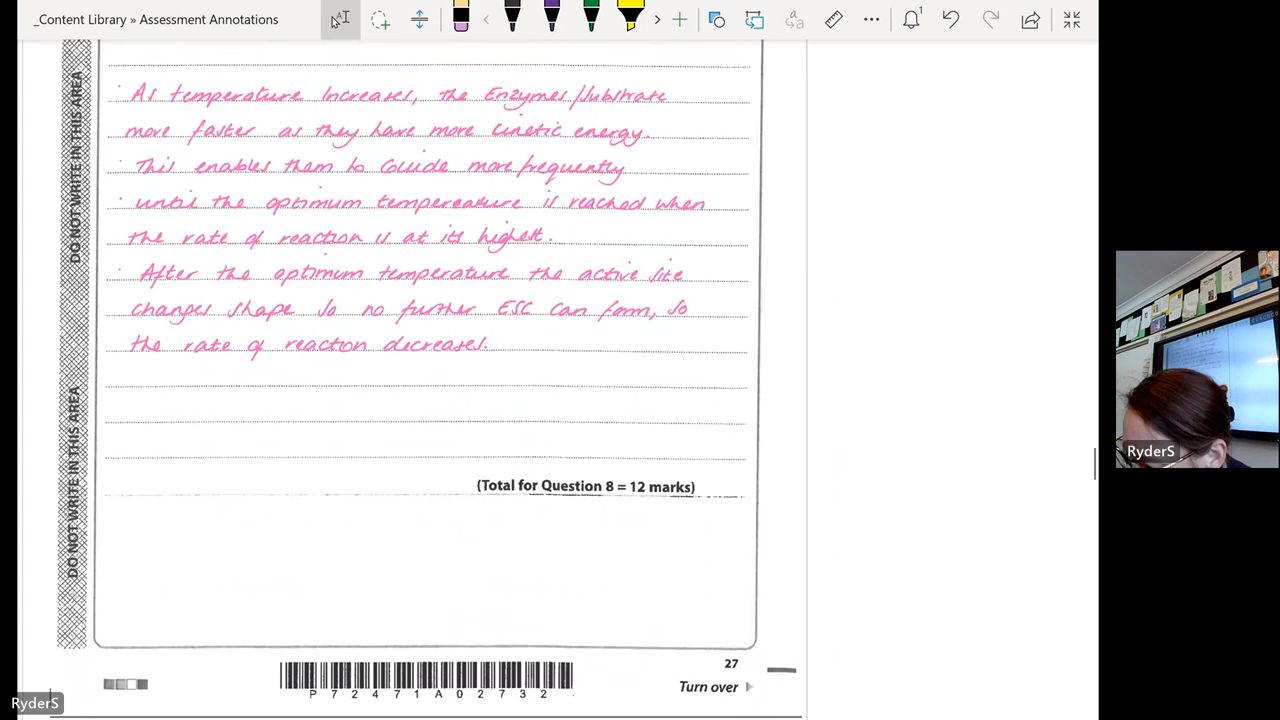 _Content Library » Assessment Annotations
1
DO NOT WRITE IN THIS AREA
DO NOT WRITE IN THIS AREA
· As temperature increases, the Enzymes/Substrate
move faster as they have more kinetic energy.
· This enables them to collide more frequently
· until the optimum tempereature is reached when
the rate of reaction is at its highest.
· After the optimum temperature the active site
changes shape so no further ESC can form, so
the rate of reaction decreases.
(Total for Question 8 = 12 marks)
27
P72471A02732
Turn over
RyderS
RyderS